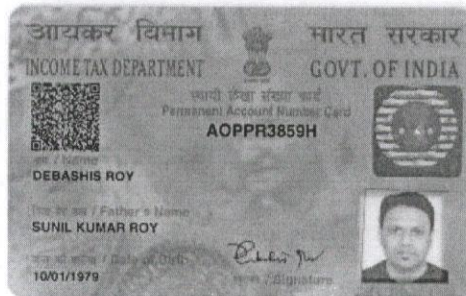 आयकर विभाग
भारत सरकार
INCOME TAX DEPARTMENT
GOVT. OF INDIA
स्थायी लेखा संख्या कार्ड
Permanent Account Number Card
AOPPR3859H
नाम / Name
DEBASHIS ROY
पिता का नाम / Father's Name
SUNIL KUMAR ROY
Date of Birth
10/01/1979
/ Signature